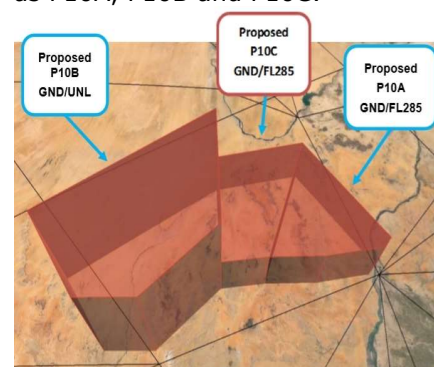 as P10A, P10B and P10C.
Proposed
P10B
GND/UNL
Proposed
P10C
GND/FL285
Proposed
P10A
GND/FL285